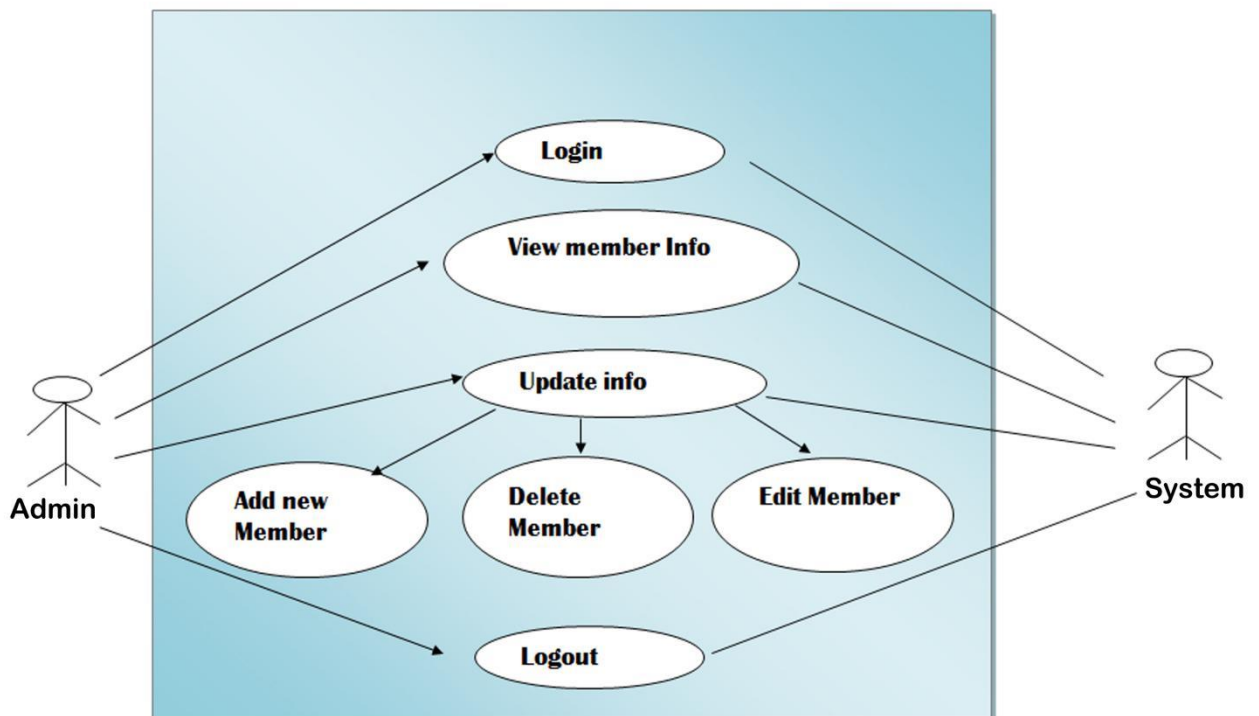 Login
View member Info
Update info
Add new
Member
Delete
Member
Edit Member
Admin
System
Logout